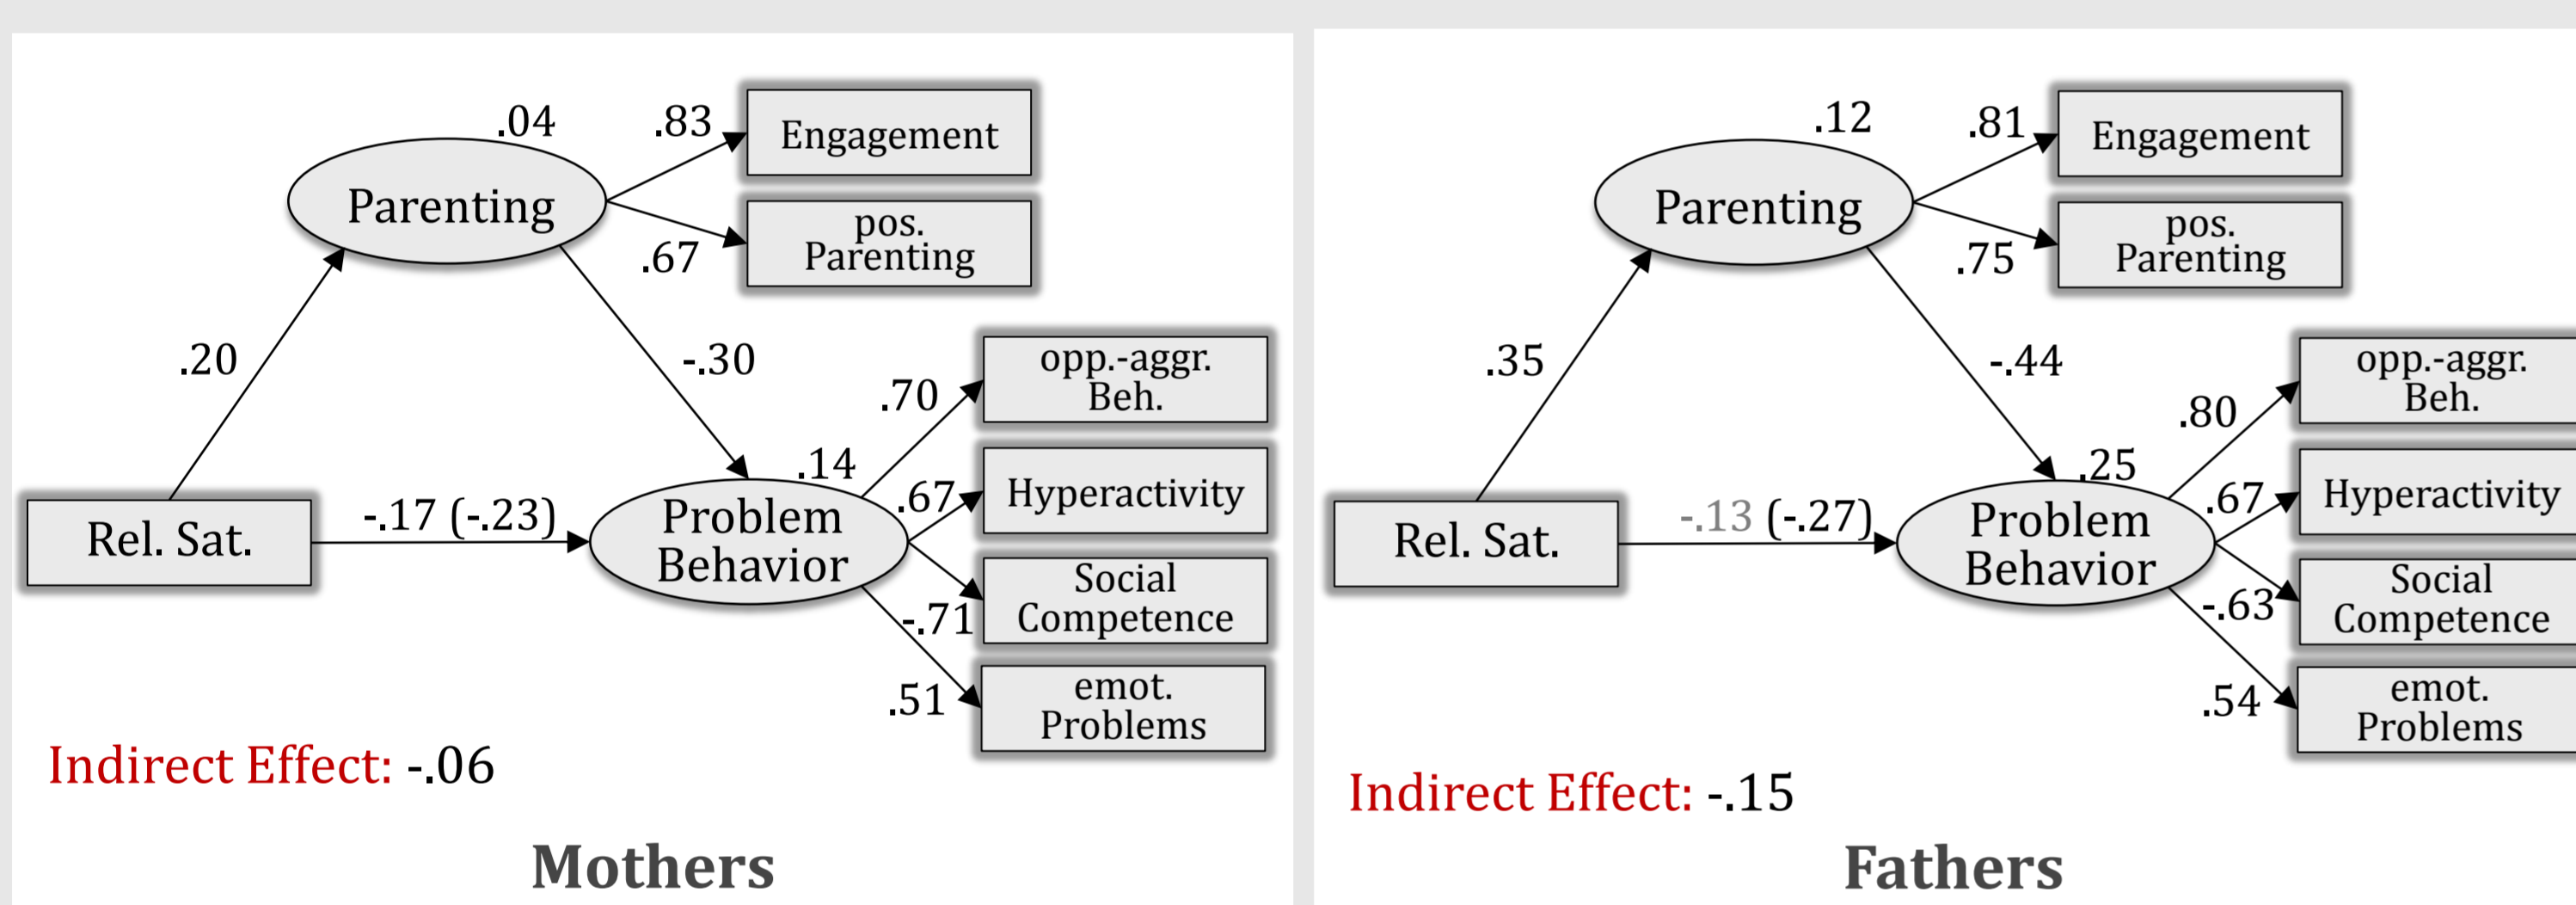 .04
.83
Engagement
Parenting
pos.
Parenting
.67
.20
-.30
opp.-aggr.
Beh.
.70
.14
.67
Hyperactivity
Rel. Sat.
-.17 (-.23)
Problem
Behavior
Social
Competence
-.71
emot.
Problems
.51
Indirect Effect: -.06
Mothers
.12
.81
Engagement
Parenting
pos.
Parenting
.75
.35
-.44
opp.-aggr.
Beh.
.80
.25
.67
Hyperactivity
Rel. Sat.
-.13 (-.27)
Problem
Behavior
Social
Competence
-.63
emot.
Problems
.54
Indirect Effect: -.15
Fathers